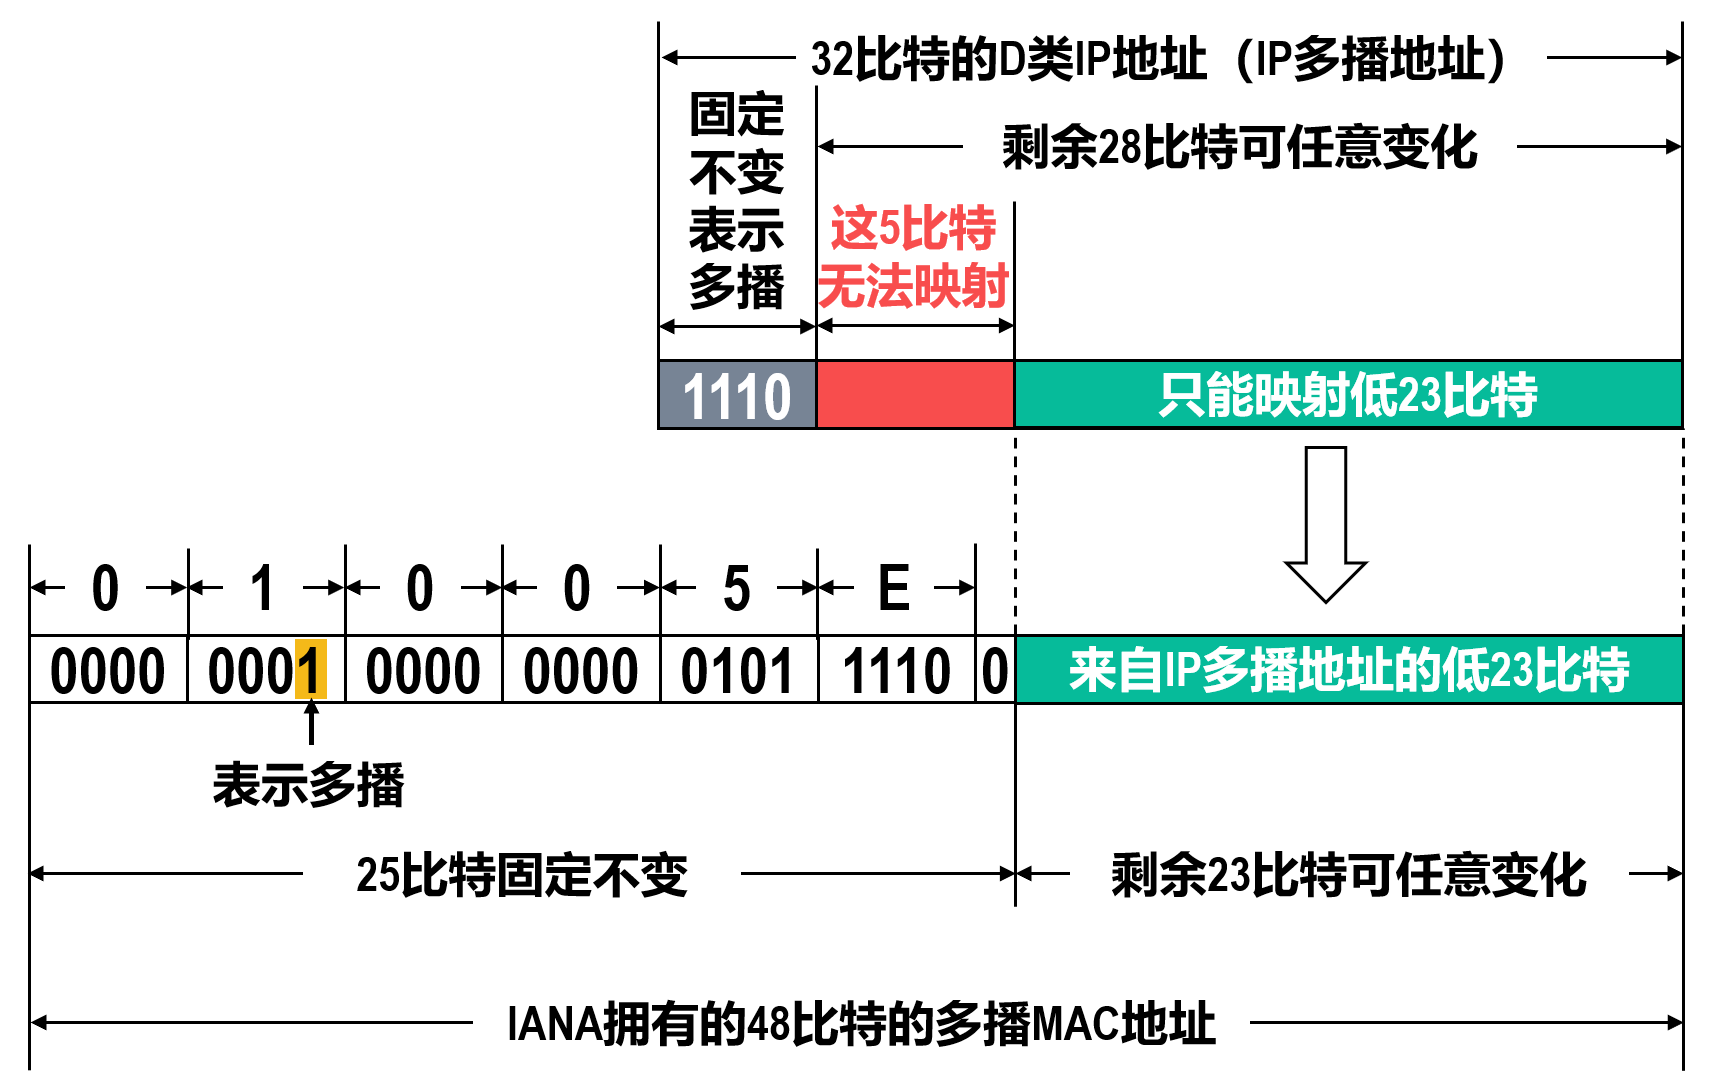 32比特的D类IP地址（IP多播地址）
固定
不变
表示
多播
剩余28比特可任意变化
这5比特
无法映射
1110
只能映射低23比特
0 1 0 0 5 E
0000 0001 0000 0000 0101 1110 0 来自IP多播地址的低23比特
表示多播
25比特固定不变
剩余23比特可任意变化
IANA拥有的48比特的多播MAC地址